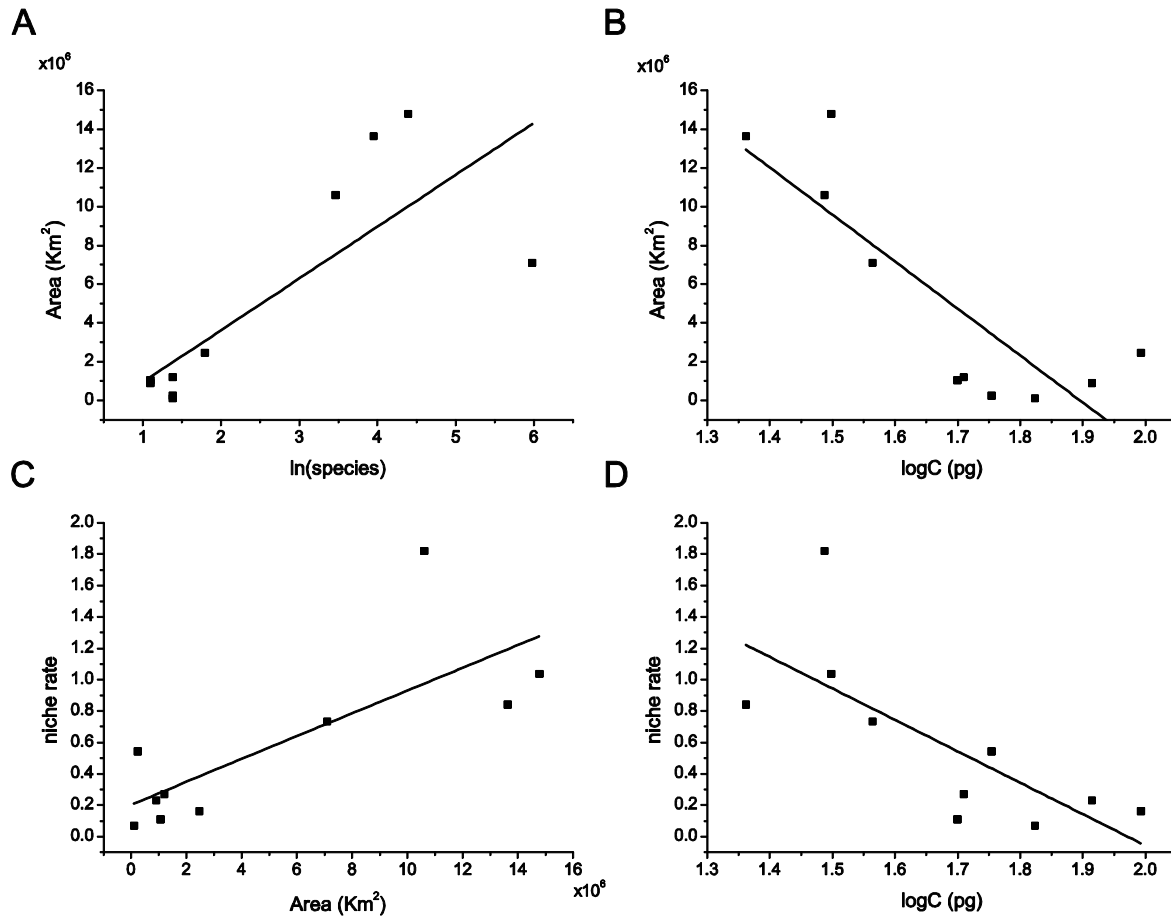 A
x10⁶
16
14
12
10
8
6
4
2
0
Area (Km²)
1 2 3 4 5 6
ln(species)
B
x10⁶
16
14
12
10
8
6
4
2
0
Area (Km²)
1.3 1.4 1.5 1.6 1.7 1.8 1.9 2.0
logC (pg)
C
2.0
1.8
1.6
1.4
1.2
1.0
0.8
0.6
0.4
0.2
0.0
niche rate
0 2 4 6 8 10 12 14 16
x10⁶
Area (Km²)
D
2.0
1.8
1.6
1.4
1.2
1.0
0.8
0.6
0.4
0.2
0.0
niche rate
1.3 1.4 1.5 1.6 1.7 1.8 1.9 2.0
logC (pg)